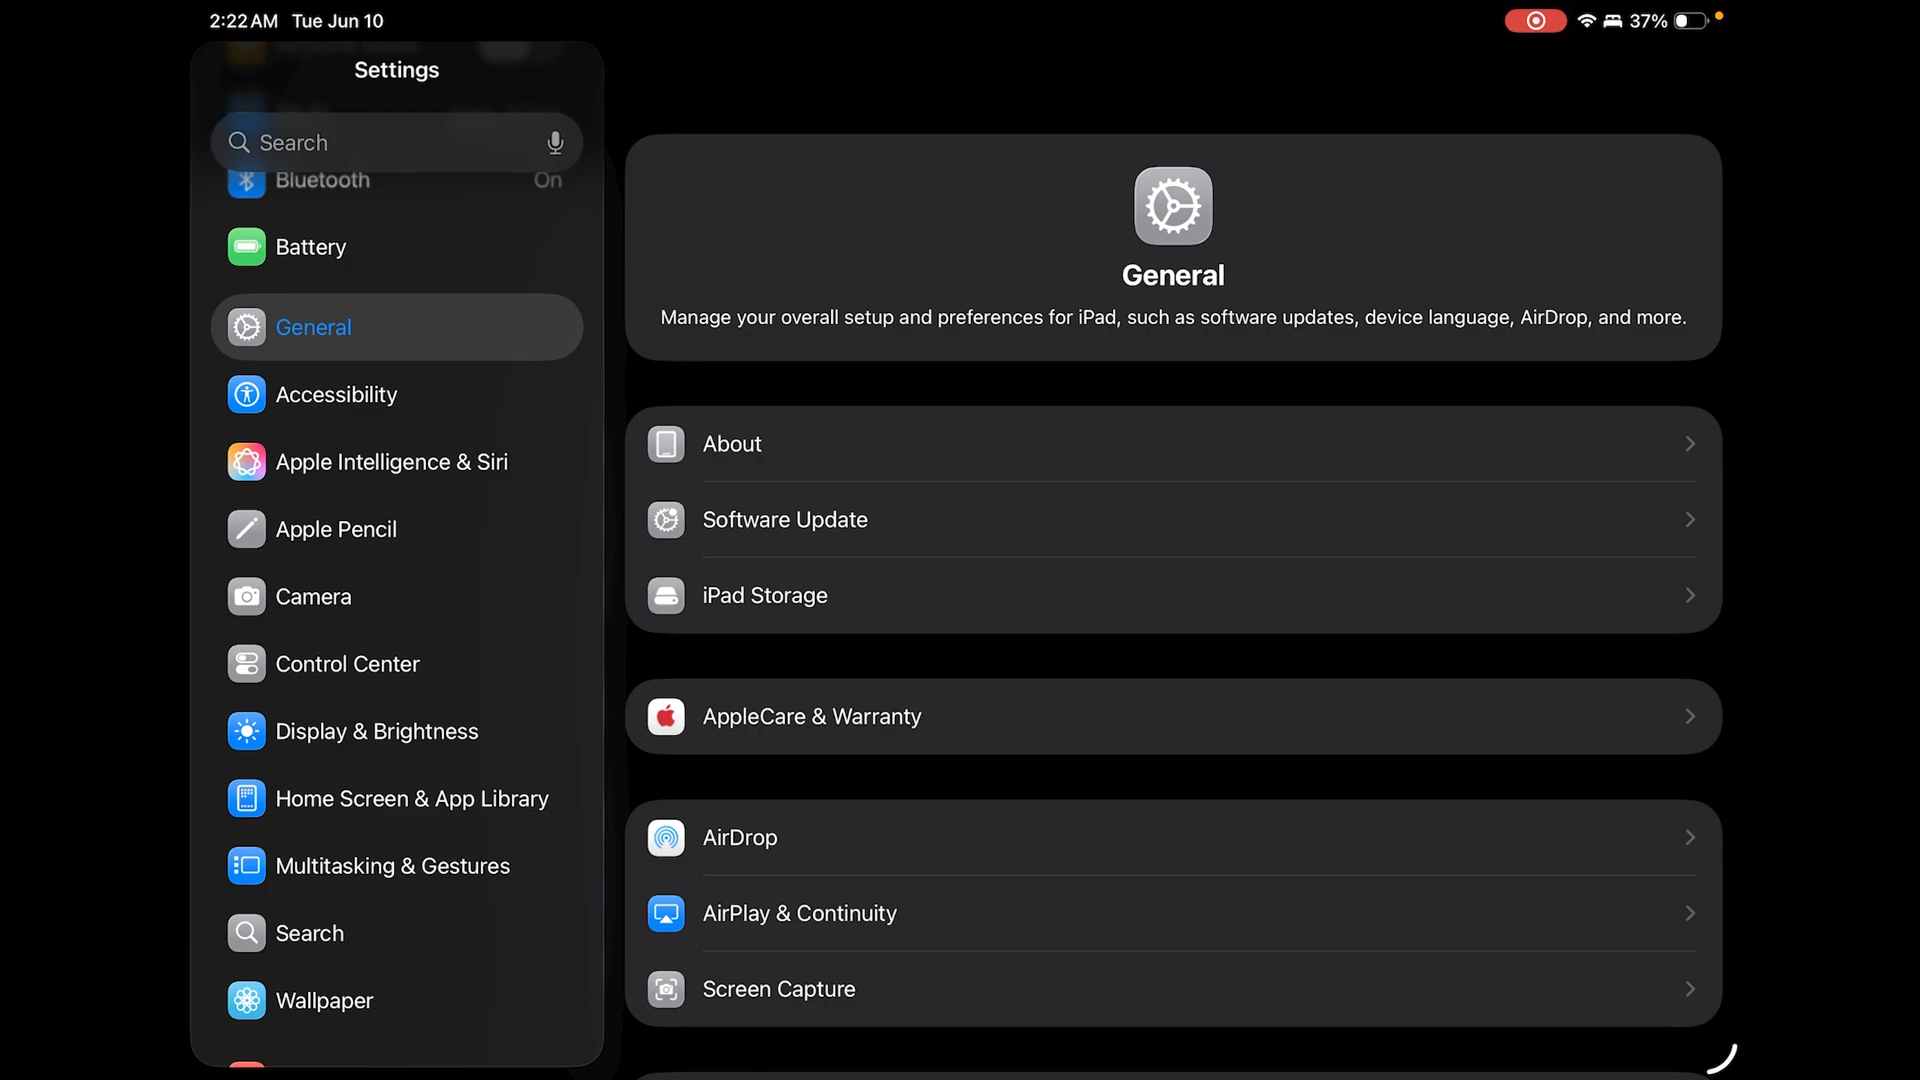 2:22 AM Tue Jun 10
37%
Settings
Search
Bluetooth On
Battery
General
Accessibility
Apple Intelligence & Siri
Apple Pencil
Camera
Control Center
Display & Brightness
Home Screen & App Library
Multitasking & Gestures
Search
Wallpaper
General
Manage your overall setup and preferences for iPad, such as software updates, device language, AirDrop, and more.
About
Software Update
iPad Storage
AppleCare & Warranty
AirDrop
AirPlay & Continuity
Screen Capture